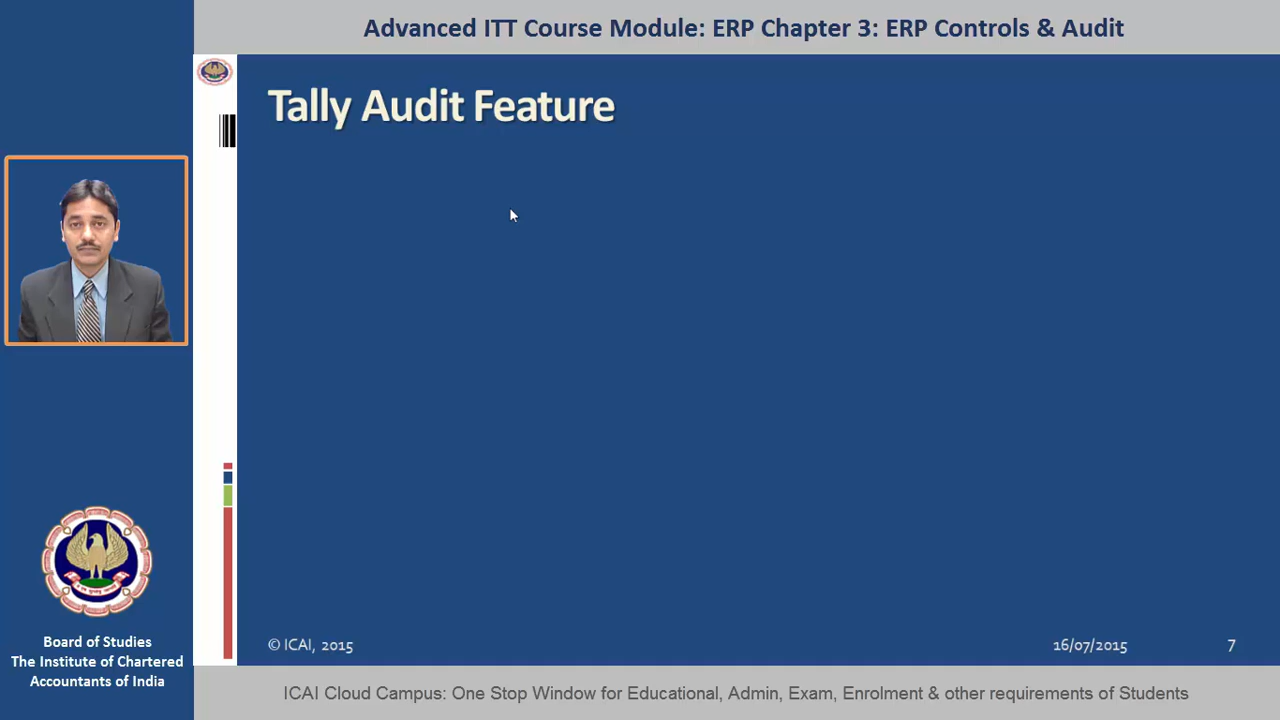 Advanced ITT Course Module: ERP Chapter 3: ERP Controls & Audit
Tally Audit Feature
Board of Studies
The Institute of Chartered
Accountants of India
© ICAI, 2015
16/07/2015
7
ICAI Cloud Campus: One Stop Window for Educational, Admin, Exam, Enrolment & other requirements of Students